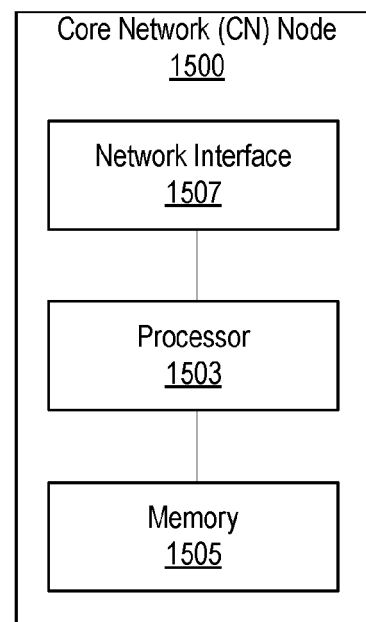 Core Network (CN) Node
1500
Network Interface
1507
Processor
1503
Memory
1505